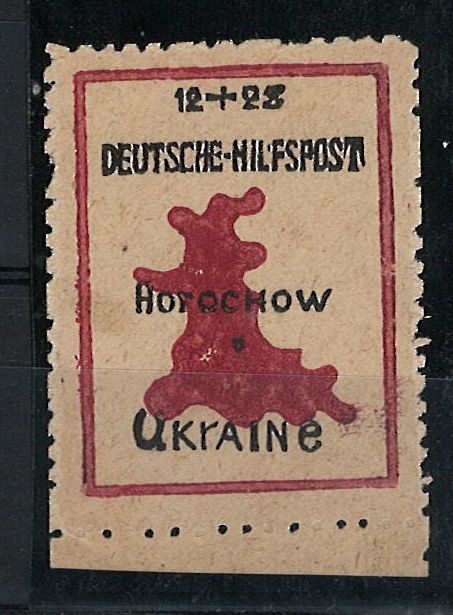 12+28
DEUTSCHE-HILFSPOST
HOROCHOW
UKRAINE